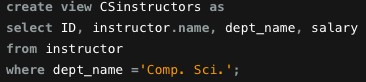 create view CSinstructors as
select ID, instructor.name, dept_name, salary
from instructor
where dept_name ='Comp. Sci.';